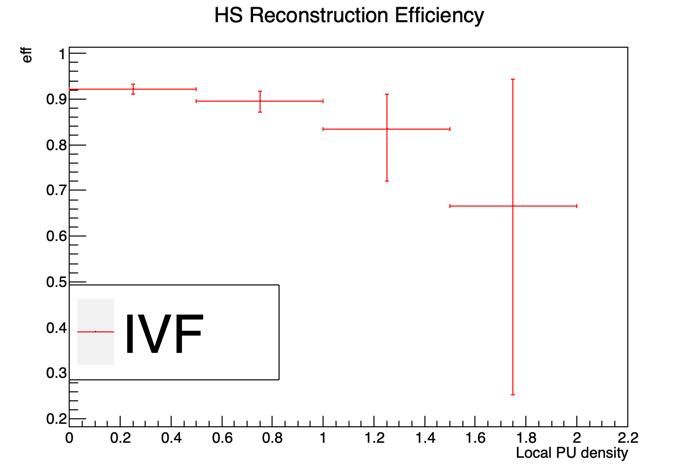 HS Reconstruction Efficiency
eff
1
0.9
0.8
0.7
0.6
0.5
0.4
0.3
0.2
IVF
0 0.2 0.4 0.6 0.8 1 1.2 1.4 1.6 1.8 2 2.2
Local PU density